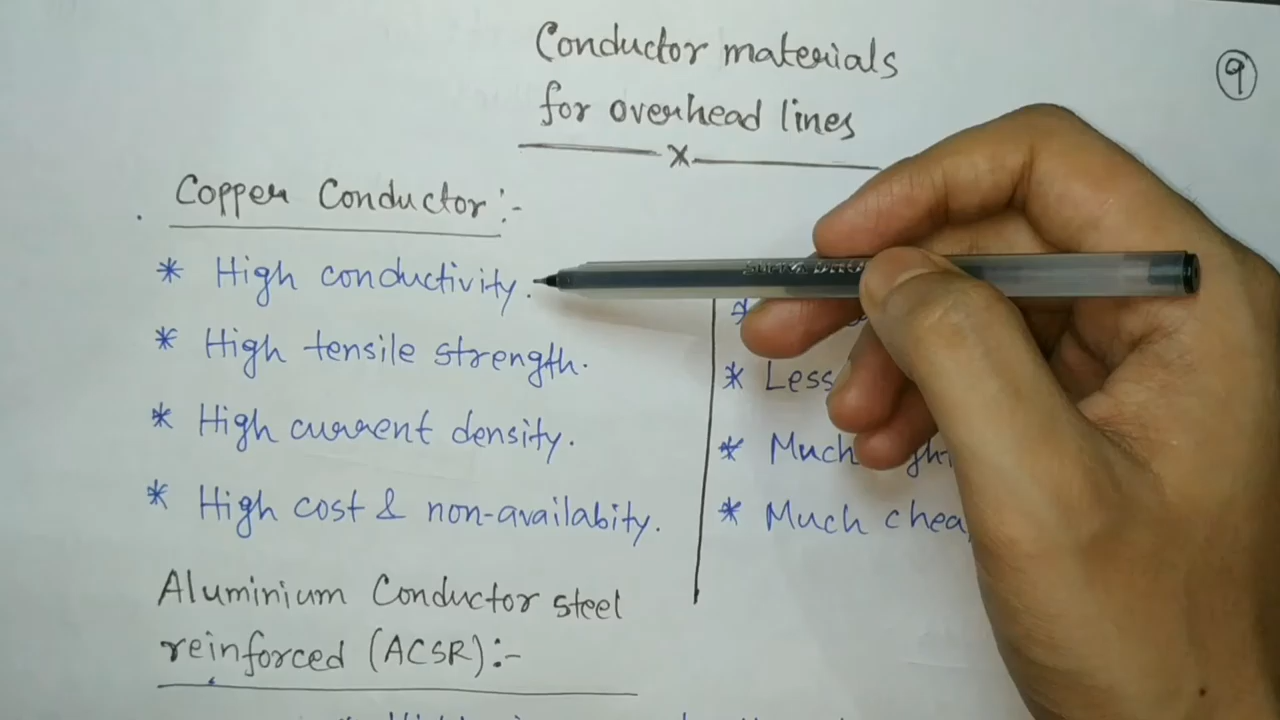 Conductor materials
for overhead lines
9
Copper Conductor :-
* High conductivity.
* High tensile strength.
* High current density.
* High cost & non-availabity.
*
* Less
* Much
* Much
Aluminium Conductor steel
reinforced (ACSR):-